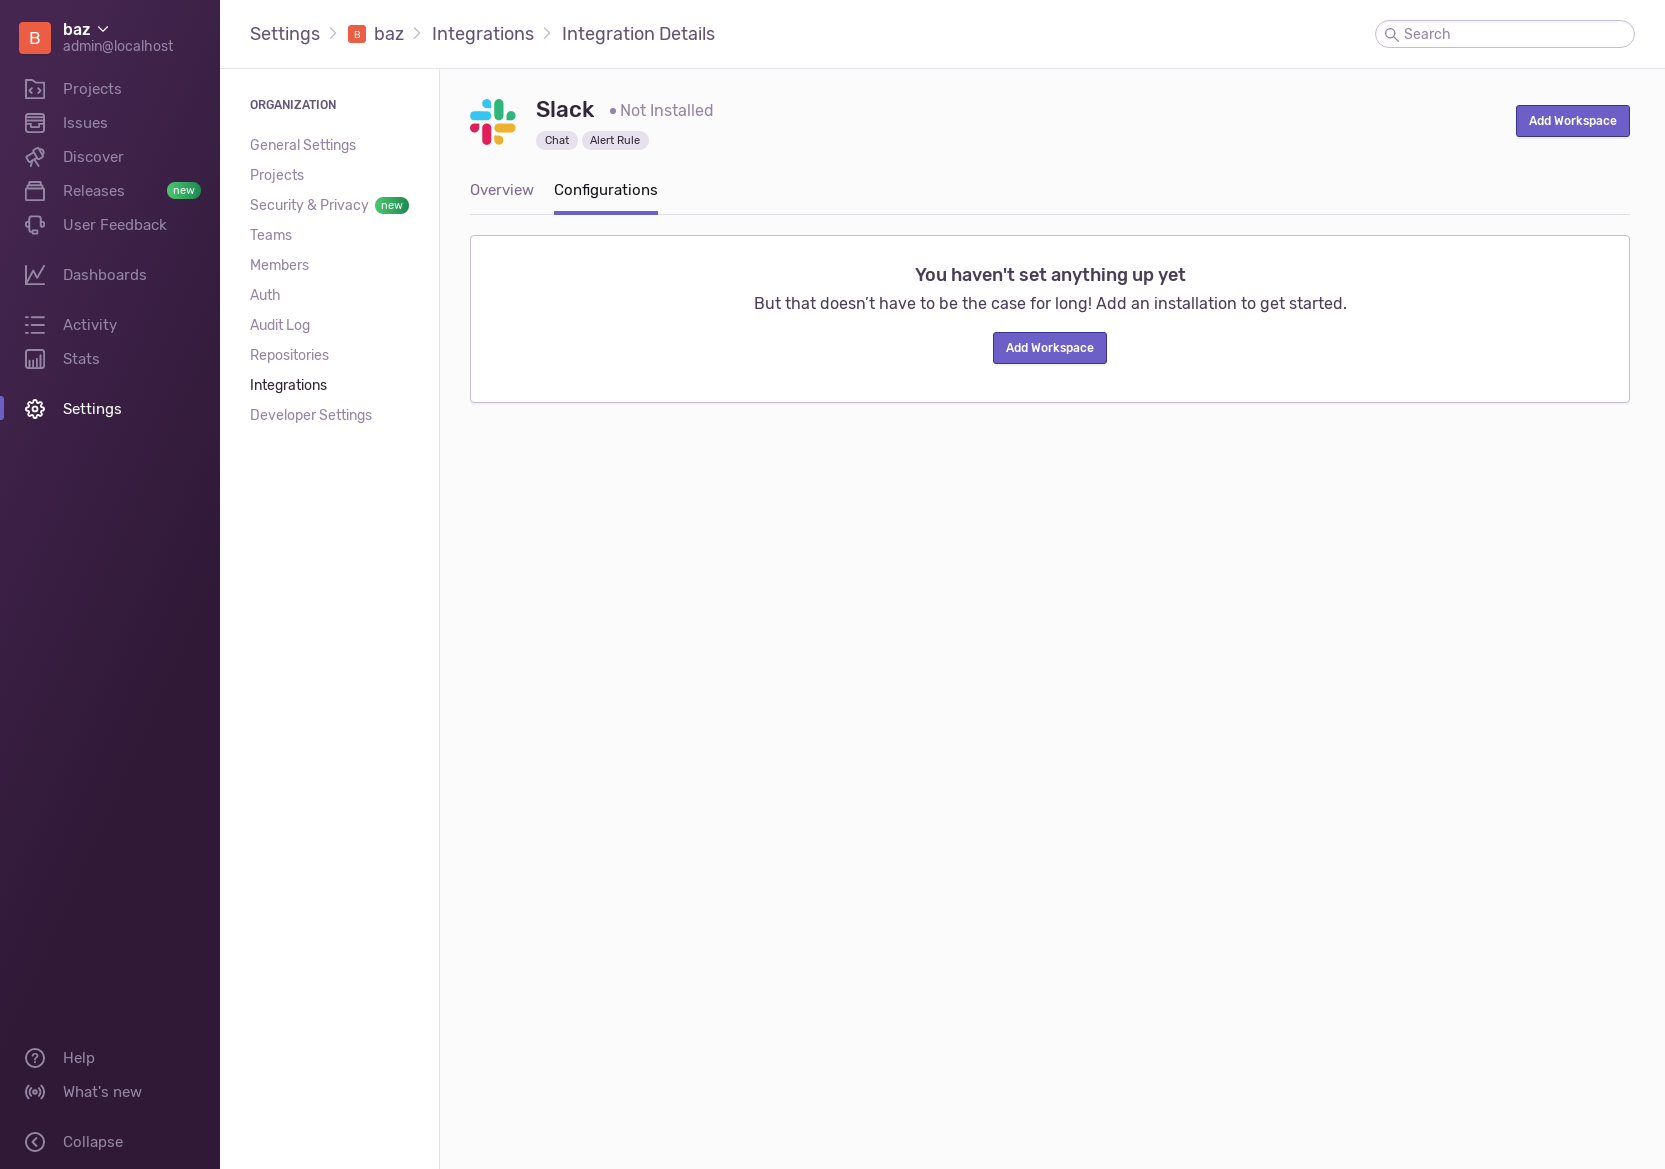 B
baz
admin@localhost
Projects
Issues
Discover
Releases new
User Feedback
Dashboards
Activity
Stats
Settings
Help
What's new
Collapse
Settings B baz Integrations Integration Details
Search
ORGANIZATION
General Settings
Projects
Security & Privacy new
Teams
Members
Auth
Audit Log
Repositories
Integrations
Developer Settings
Slack Not Installed
Chat Alert Rule
Add Workspace
Overview Configurations
You haven't set anything up yet
But that doesn’t have to be the case for long! Add an installation to get started.
Add Workspace